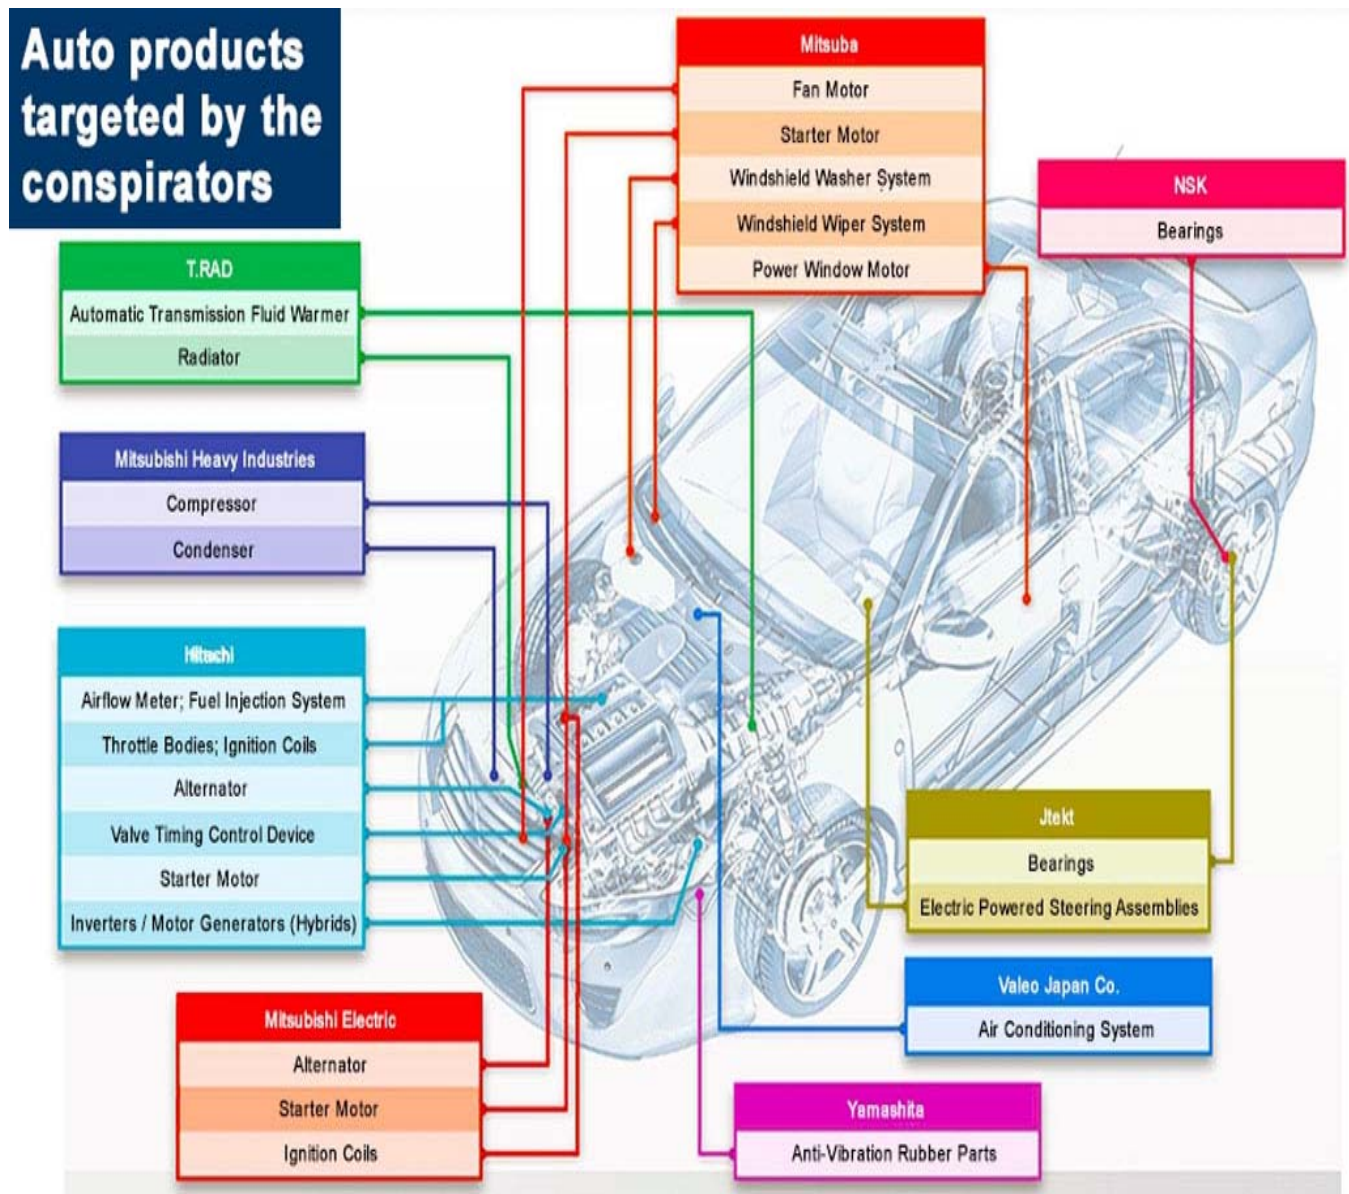 Auto products
targeted by the
conspirators
Mitsuba
Fan Motor
Starter Motor
Windshield Washer System
Windshield Wiper System
Power Window Motor
NSK
Bearings
T.RAD
Automatic Transmission Fluid Warmer
Radiator
Mitsubishi Heavy Industries
Compressor
Condenser
Hitachi
Airflow Meter; Fuel Injection System
Throttle Bodies; Ignition Coils
Alternator
Valve Timing Control Device
Starter Motor
Inverters / Motor Generators (Hybrids)
Jtekt
Bearings
Electric Powered Steering Assemblies
Valeo Japan Co.
Air Conditioning System
Mitsubishi Electric
Alternator
Starter Motor
Ignition Coils
Yamashita
Anti-Vibration Rubber Parts